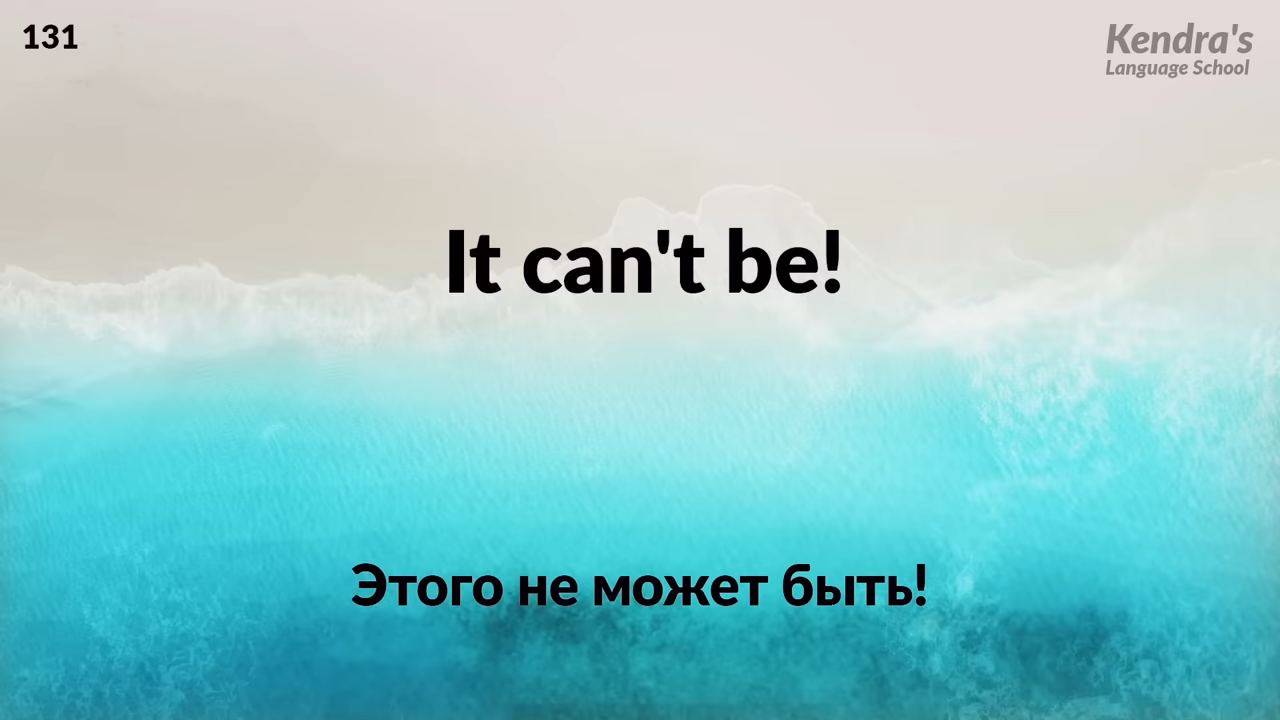 131
Kendra's
Language School
It can't be!
Этого не может быть!